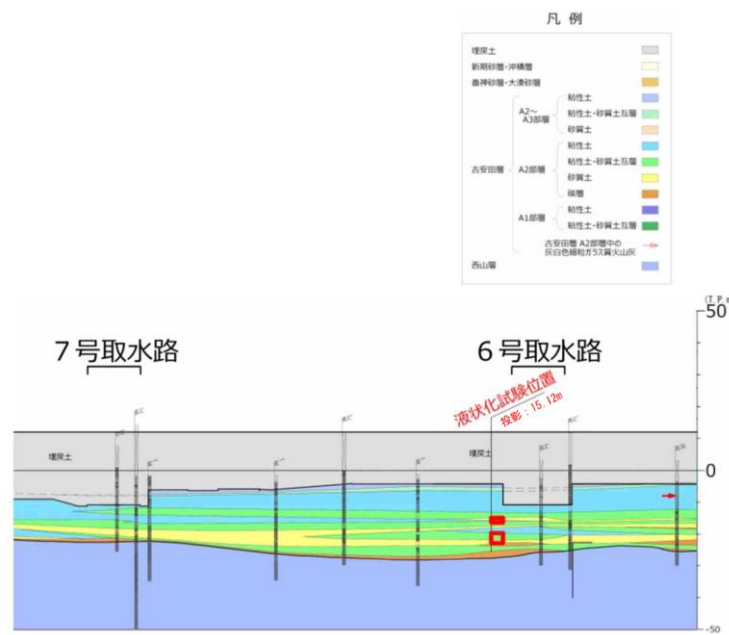 凡 例
埋戻土
新期砂層・沖積層
番神砂層・大湊砂層
古安田層
A2〜
A3部層
粘性土
粘性土・砂質土互層
砂質土
A2部層
粘性土
粘性土・砂質土互層
砂質土
礫層
A1部層
粘性土
粘性土・砂質土互層
古安田層 A2部層中の
灰白色細粒ガラス質火山灰
西山層
(T.P.
50
7号取水路
6号取水路
液状化試験位置
投影：15.12m
埋戻土
埋戻土
0
-50